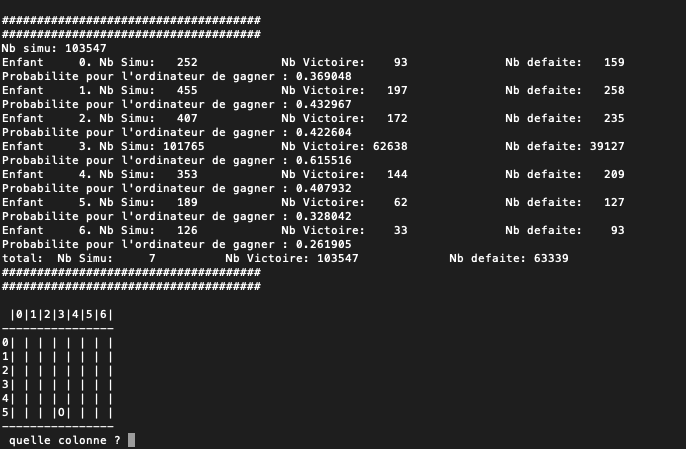 #####################################
#####################################
Nb simu: 103547
Enfant     0. Nb Simu:   252            Nb Victoire:    93              Nb defaite:   159
Probabilite pour l'ordinateur de gagner : 0.369048
Enfant     1. Nb Simu:   455            Nb Victoire:   197              Nb defaite:   258
Probabilite pour l'ordinateur de gagner : 0.432967
Enfant     2. Nb Simu:   407            Nb Victoire:   172              Nb defaite:   235
Probabilite pour l'ordinateur de gagner : 0.422604
Enfant     3. Nb Simu: 101765           Nb Victoire: 62638              Nb defaite: 39127
Probabilite pour l'ordinateur de gagner : 0.615516
Enfant     4. Nb Simu:   353            Nb Victoire:   144              Nb defaite:   209
Probabilite pour l'ordinateur de gagner : 0.407932
Enfant     5. Nb Simu:   189            Nb Victoire:    62              Nb defaite:   127
Probabilite pour l'ordinateur de gagner : 0.328042
Enfant     6. Nb Simu:   126            Nb Victoire:    33              Nb defaite:    93
Probabilite pour l'ordinateur de gagner : 0.261905
total:  Nb Simu:     7          Nb Victoire: 103547             Nb defaite: 63339
#####################################
#####################################
 |0|1|2|3|4|5|6|
----------------
0| | | | | | | |
1| | | | | | | |
2| | | | | | | |
3| | | | | | | |
4| | | | | | | |
5| | | |O| | | |
----------------
 quelle colonne ?